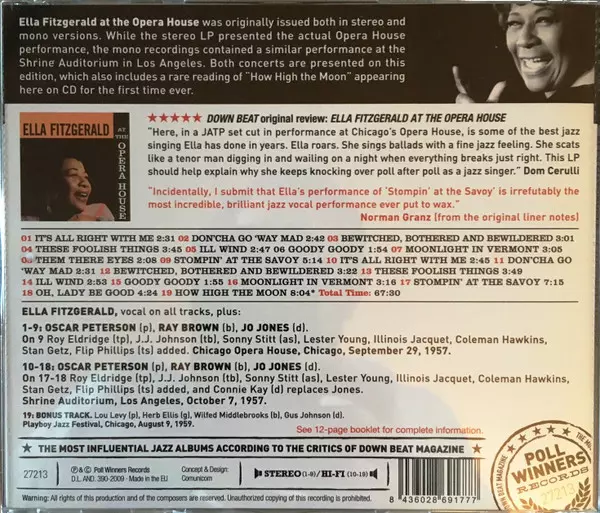 Ella Fitzgerald at the Opera House was originally issued both in stereo and
mono versions. While the stereo LP presented the actual Opera House
performance, the mono recordings contained a similar performance at the
Shrine Auditorium in Los Angeles. Both concerts are presented on this
edition, which also includes a rare reading of "How High the Moon" appearing
here on CD for the first time ever.
ELLA FITZGERALD
AT THE OPERA HOUSE
★★★★★ DOWN BEAT original review: ELLA FITZGERALD AT THE OPERA HOUSE
"Here, in a JATP set cut in performance at Chicago's Opera House, is some of the best jazz
singing Ella has done in years. Ella roars. She sings ballads with a fine jazz feeling. She scats
like a tenor man digging in and wailing on a night when everything breaks just right. This LP
should help explain why she keeps knocking over poll after poll as a jazz singer." Dom Cerulli
"Incidentally, I submit that Ella's performance of 'Stompin' at the Savoy' is irrefutably the
most incredible, brilliant jazz vocal performance ever put to wax."
Norman Granz (from the original liner notes)
01 IT'S ALL RIGHT WITH ME 2:31 02 DON'CHA GO 'WAY MAD 2:42 03 BEWITCHED, BOTHERED AND BEWILDERED 3:01
04 THESE FOOLISH THINGS 3:45 05 ILL WIND 2:47 06 GOODY GOODY 1:54 07 MOONLIGHT IN VERMONT 3:05
08 THEM THERE EYES 2:08 09 STOMPIN' AT THE SAVOY 5:14 10 IT'S ALL RIGHT WITH ME 2:45 11 DON'CHA GO
'WAY MAD 2:31 12 BEWITCHED, BOTHERED AND BEWILDERED 3:22 13 THESE FOOLISH THINGS 3:49
14 ILL WIND 2:53 15 GOODY GOODY 1:55 16 MOONLIGHT IN VERMONT 3:16 17 STOMPIN' AT THE SAVOY 7:15
18 OH, LADY BE GOOD 4:24 19 HOW HIGH THE MOON 8:04* Total Time: 67:30
ELLA FITZGERALD, vocal on all tracks, plus:
1-9: OSCAR PETERSON (p), RAY BROWN (b), JO JONES (d).
On 9 Roy Eldridge (tp), J.J. Johnson (tb), Sonny Stitt (as), Lester Young, Illinois Jacquet, Coleman Hawkins,
Stan Getz, Flip Phillips (ts) added. Chicago Opera House, Chicago, September 29, 1957.
10-18: OSCAR PETERSON (p), RAY BROWN (b), JO JONES (d).
On 17-18 Roy Eldridge (tp), J.J. Johnson (tb), Sonny Stitt (as), Lester Young, Illinois Jacquet, Coleman Hawkins,
Stan Getz, Flip Phillips (ts) added, and Connie Kay (d) replaces Jones.
Shrine Auditorium, Los Angeles, October 7, 1957.
19: BONUS TRACK. Lou Levy (p), Herb Ellis (g), Wilfed Middlebrooks (b), Gus Johnson (d).
Playboy Jazz Festival, Chicago, August 9, 1959.
See 12-page booklet for complete information.
★ THE MOST INFLUENTIAL JAZZ ALBUMS ACCORDING TO THE CRITICS OF DOWN BEAT MAGAZINE ★
27213
℗ & © Poll Winners Records
D.L. AND. 390-2009 - Made in the EU
Concept & Design:
Comunicom
STEREO (1-9) / HI-FI (10-19)
Warning: All rights of this production and of the composers are reserved. Unauthorized copying of this recording is prohibited.
8 436028 691777
POLL
WINNERS
RECORDS
27213
DOWN BEAT MAGAZINE
THE MOS